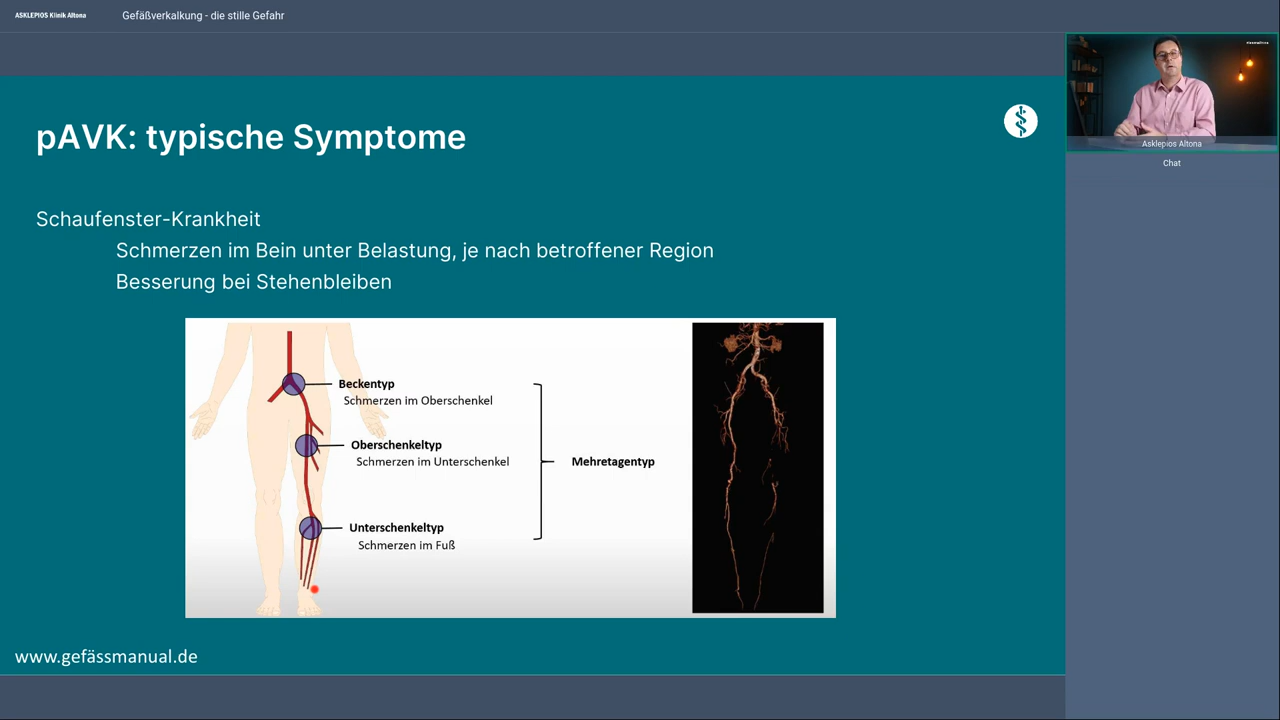 ASKLEPIOS Klinik Altona
Gefäßverkalkung - die stille Gefahr
pAVK: typische Symptome
Schaufenster-Krankheit
Schmerzen im Bein unter Belastung, je nach betroffener Region
Besserung bei Stehenbleiben
Beckentyp
Schmerzen im Oberschenkel
Oberschenkeltyp
Schmerzen im Unterschenkel
Mehretagentyp
Unterschenkeltyp
Schmerzen im Fuß
www.gefässmanual.de
Asklepios Altona
Chat